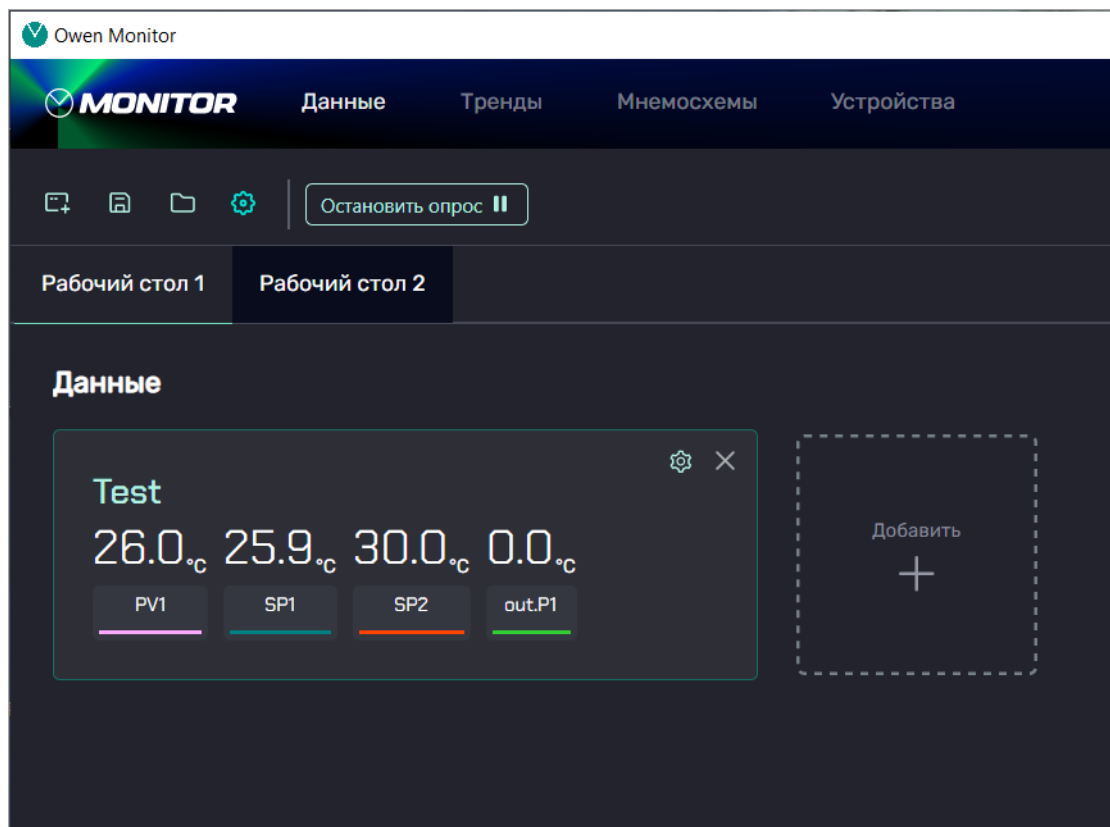 Owen Monitor
MONITOR Данные Тренды Мнемосхемы Устройства
Остановить опрос
Рабочий стол 1 Рабочий стол 2
Данные
Test
26.0°C 25.9°C 30.0°C 0.0°C
PV1 SP1 SP2 out.P1
Добавить